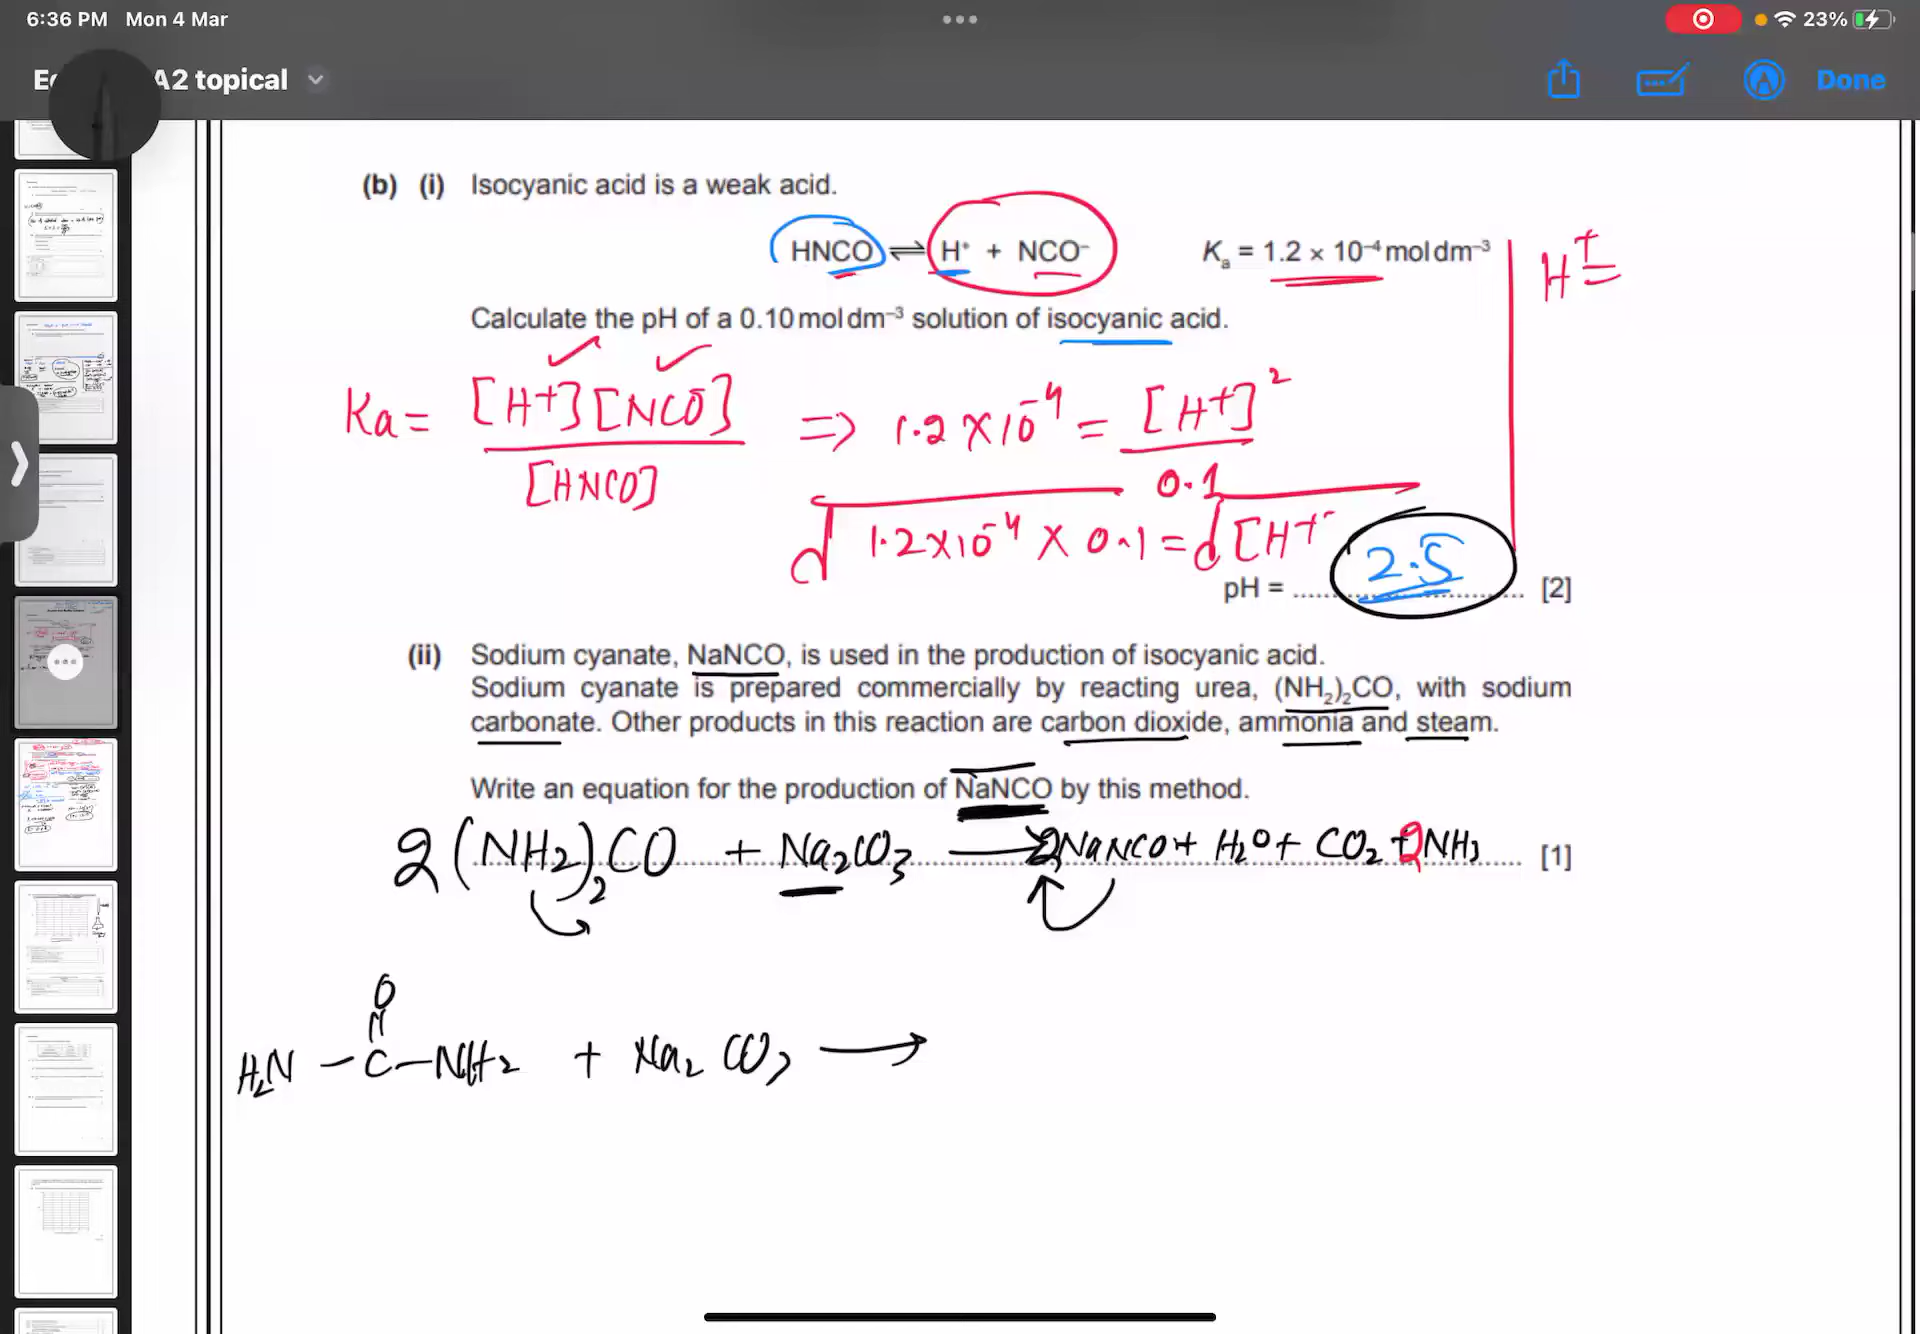 6:36 PM Mon 4 Mar
23%
A2 topical
Done
(b) (i) Isocyanic acid is a weak acid.
HNCO ⇌ H⁺ + NCO⁻ Kₐ = 1.2 × 10⁻⁴ mol dm⁻³
H⁺
Calculate the pH of a 0.10 mol dm⁻³ solution of isocyanic acid.
Ka = [H+][NCO⁻] / [HNCO] => 1.2 X 10⁻⁴ = [H+]² / 0.1
√1.2 X 10⁻⁴ X 0.1 = √[H+
pH = 2.5 [2]
(ii) Sodium cyanate, NaNCO, is used in the production of isocyanic acid.
Sodium cyanate is prepared commercially by reacting urea, (NH₂)₂CO, with sodium
carbonate. Other products in this reaction are carbon dioxide, ammonia and steam.
Write an equation for the production of NaNCO by this method.
2(NH2)₂CO + Na₂CO₃ → 2NaNCO + H₂O + CO₂ + 2NH₃ [1]
O
H₂N – C – NH₂ + Na₂CO₃ →